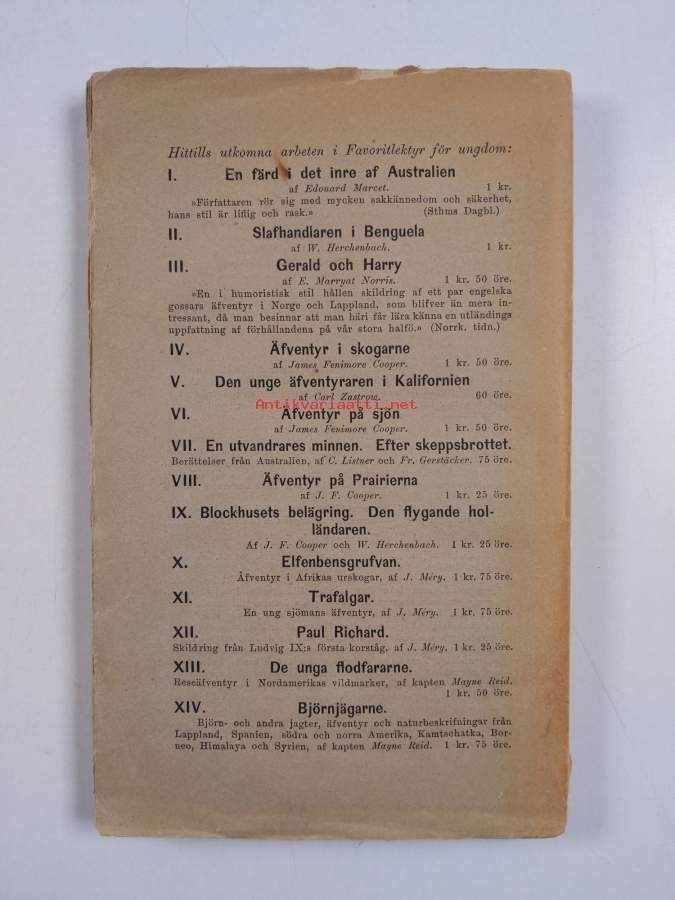 Hittills utkomna arbeten i Favoritlektyr för ungdom:
I. En färd i det inre af Australien
af Edouard Marcet. 1 kr.
»Författaren rör sig med mycken sakkännedom och säkerhet,
hans stil är liflig och rask.» (Sthms Dagbl.)
II. Slafhandlaren i Benguela
af W. Herchenbach. 1 kr.
III. Gerald och Harry
af E. Marryat Norris. 1 kr. 50 öre.
»En i humoristisk stil hållen skildring af ett par engelska
gossars äfventyr i Norge och Lappland, som blifver än mera in-
tressant, då man besinnar att man häri får lära känna en utländings
uppfattning af förhållandena på vår stora halfö.» (Norrk. tidn.)
IV. Äfventyr i skogarne
af James Fenimore Cooper. 1 kr. 50 öre.
V. Den unge äfventyraren i Kalifornien
af Carl Zastrow. 60 öre.
Antikvariaatti.net
VI. Äfventyr på sjön
af James Fenimore Cooper. 1 kr. 50 öre.
VII. En utvandrares minnen. Efter skeppsbrottet.
Berättelser från Australien, af C. Listner och Fr. Gerstäcker. 75 öre.
VIII. Äfventyr på Prairierna
af J. F. Cooper. 1 kr. 25 öre.
IX. Blockhusets belägring. Den flygande hol-
ländaren.
Af J. F. Cooper och W. Herchenbach. 1 kr. 25 öre.
X. Elfenbensgrufvan.
Äfventyr i Afrikas urskogar, af J. Méry. 1 kr. 75 öre.
XI. Trafalgar.
En ung sjömans äfventyr, af J. Méry. 1 kr. 75 öre.
XII. Paul Richard.
Skildring från Ludvig IX:s första korståg, af J. Méry. 1 kr. 25 öre.
XIII. De unga flodfararne.
Reseäfventyr i Nordamerikas vildmarker, af kapten Mayne Reid.
1 kr. 50 öre.
XIV. Björnjägarne.
Björn- och andra jagter, äfventyr och naturbeskrifningar från
Lappland, Spanien, södra och norra Amerika, Kamtschatka, Bor-
neo, Himalaya och Syrien, af kapten Mayne Reid. 1 kr. 75 öre.